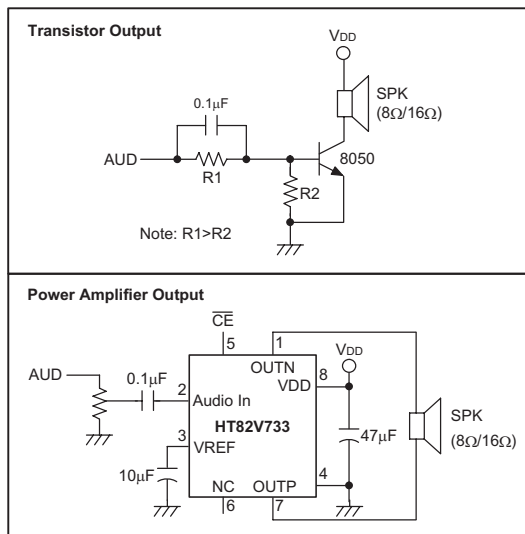 Transistor Output
VDD
SPK
(8Ω/16Ω)
0.1μF
AUD
R1
8050
R2
Note: R1>R2
Power Amplifier Output
CE
5
1
OUTN
VDD
8
VDD
AUD
0.1μF
2
Audio In
HT82V733
3
VREF
10μF
47μF
SPK
(8Ω/16Ω)
4
NC
OUTP
6
7